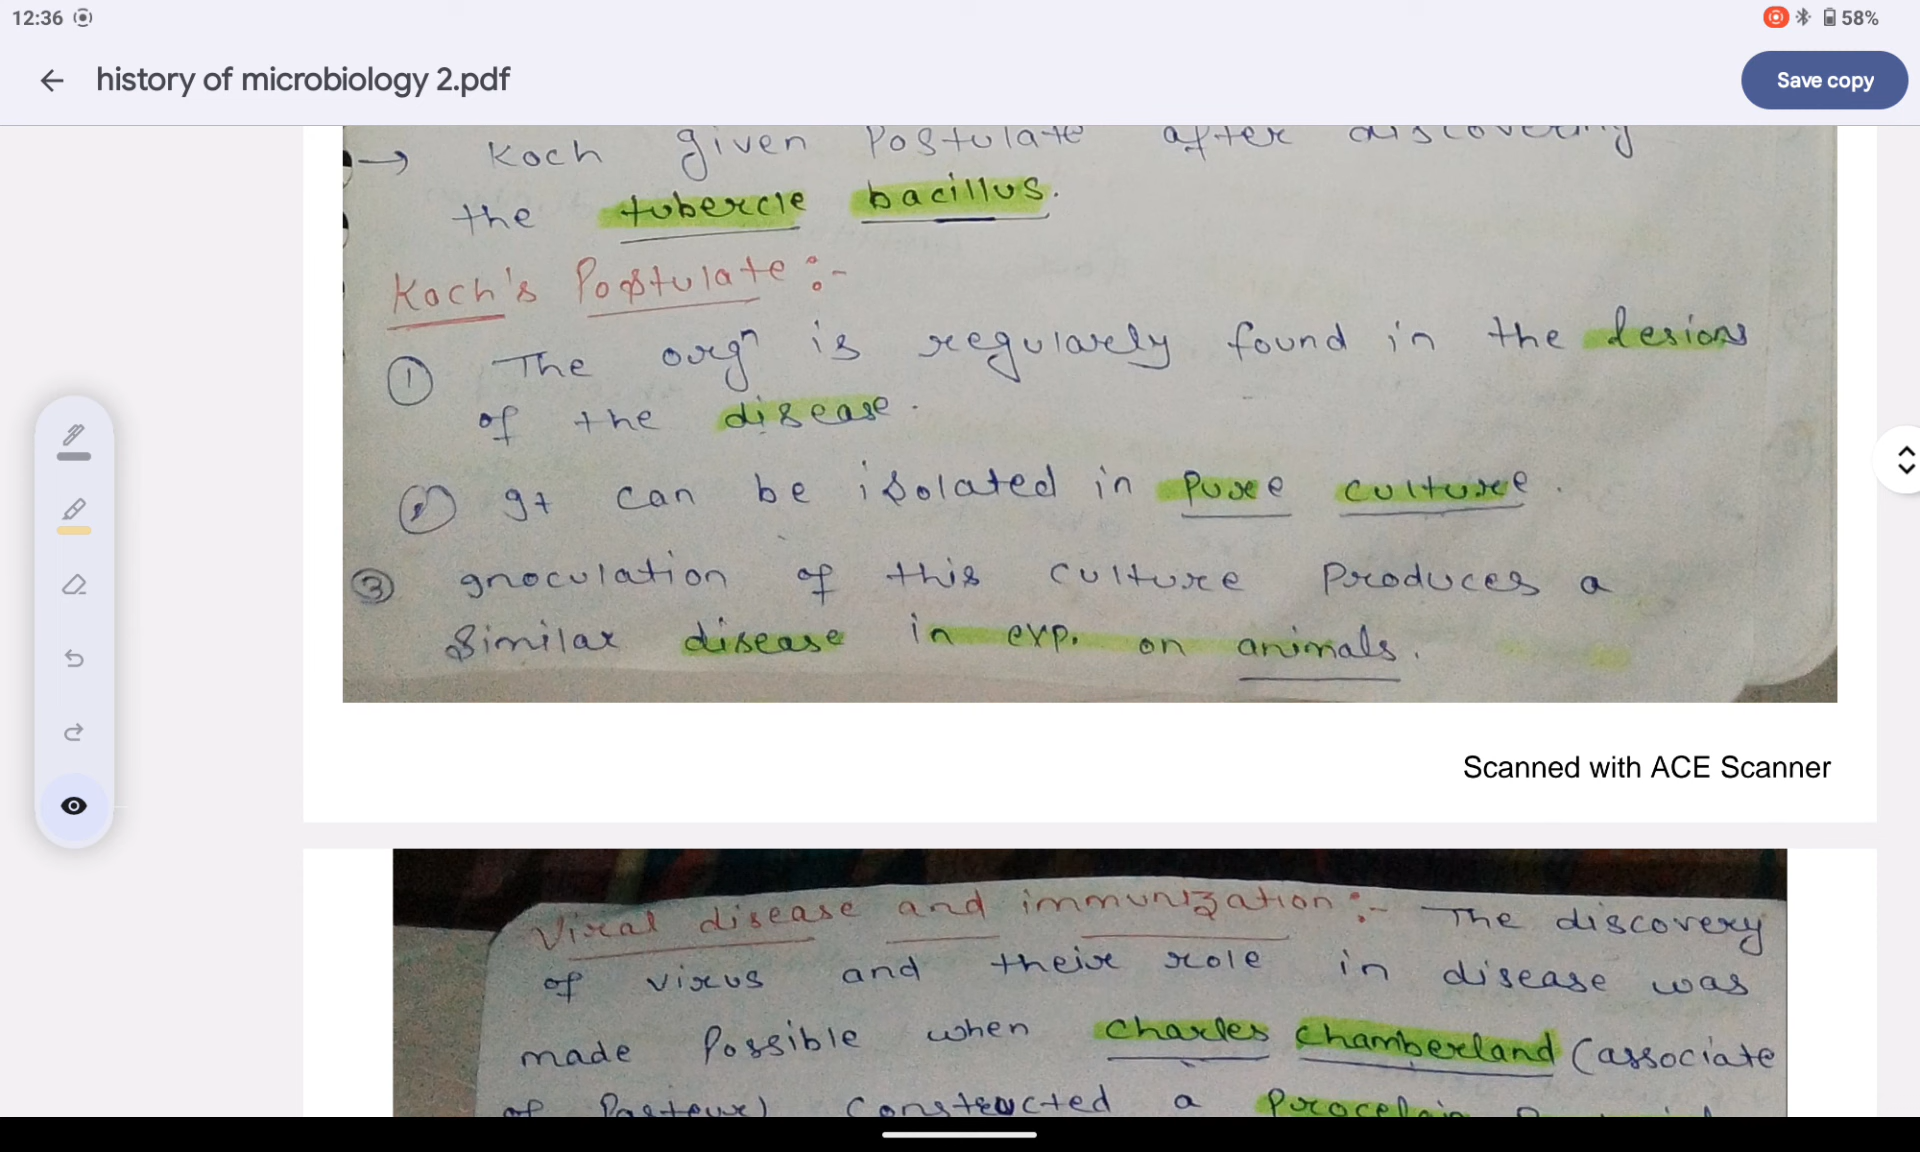 12:36
58%
history of microbiology 2.pdf
Save copy
→ Koch given Postulate after discovering
the tubercle bacillus.
Koch's Postulate :-
① The orgⁿ is regularly found in the lesions
of the disease.
② It can be isolated in Pure culture.
③ Inoculation of this culture Produces a
Similar disease in exp. on animals.
Scanned with ACE Scanner
Viral disease and immunization :- The discovery
of virus and their role in disease was
made Possible when Charles Chamberland (associate
of Pasteur) Constructed a